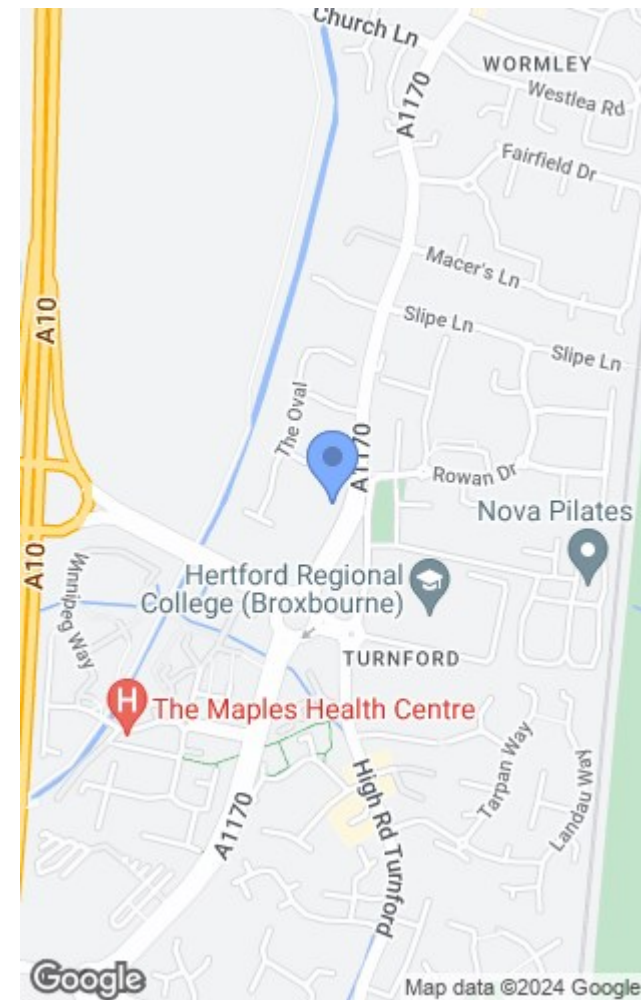 Church Ln
WORMLEY
Westlea Rd
A1170
Fairfield Dr
Macer's Ln
A10
Slipe Ln
Slipe Ln
The Oval
A1170
Rowan Dr
Nova Pilates
A10
Winnipeg Way
Hertford Regional
College (Broxbourne)
TURNFORD
H
The Maples Health Centre
Tarpan Way
Landau Way
High Rd Turnford
A1170
Google
Map data ©2024 Google